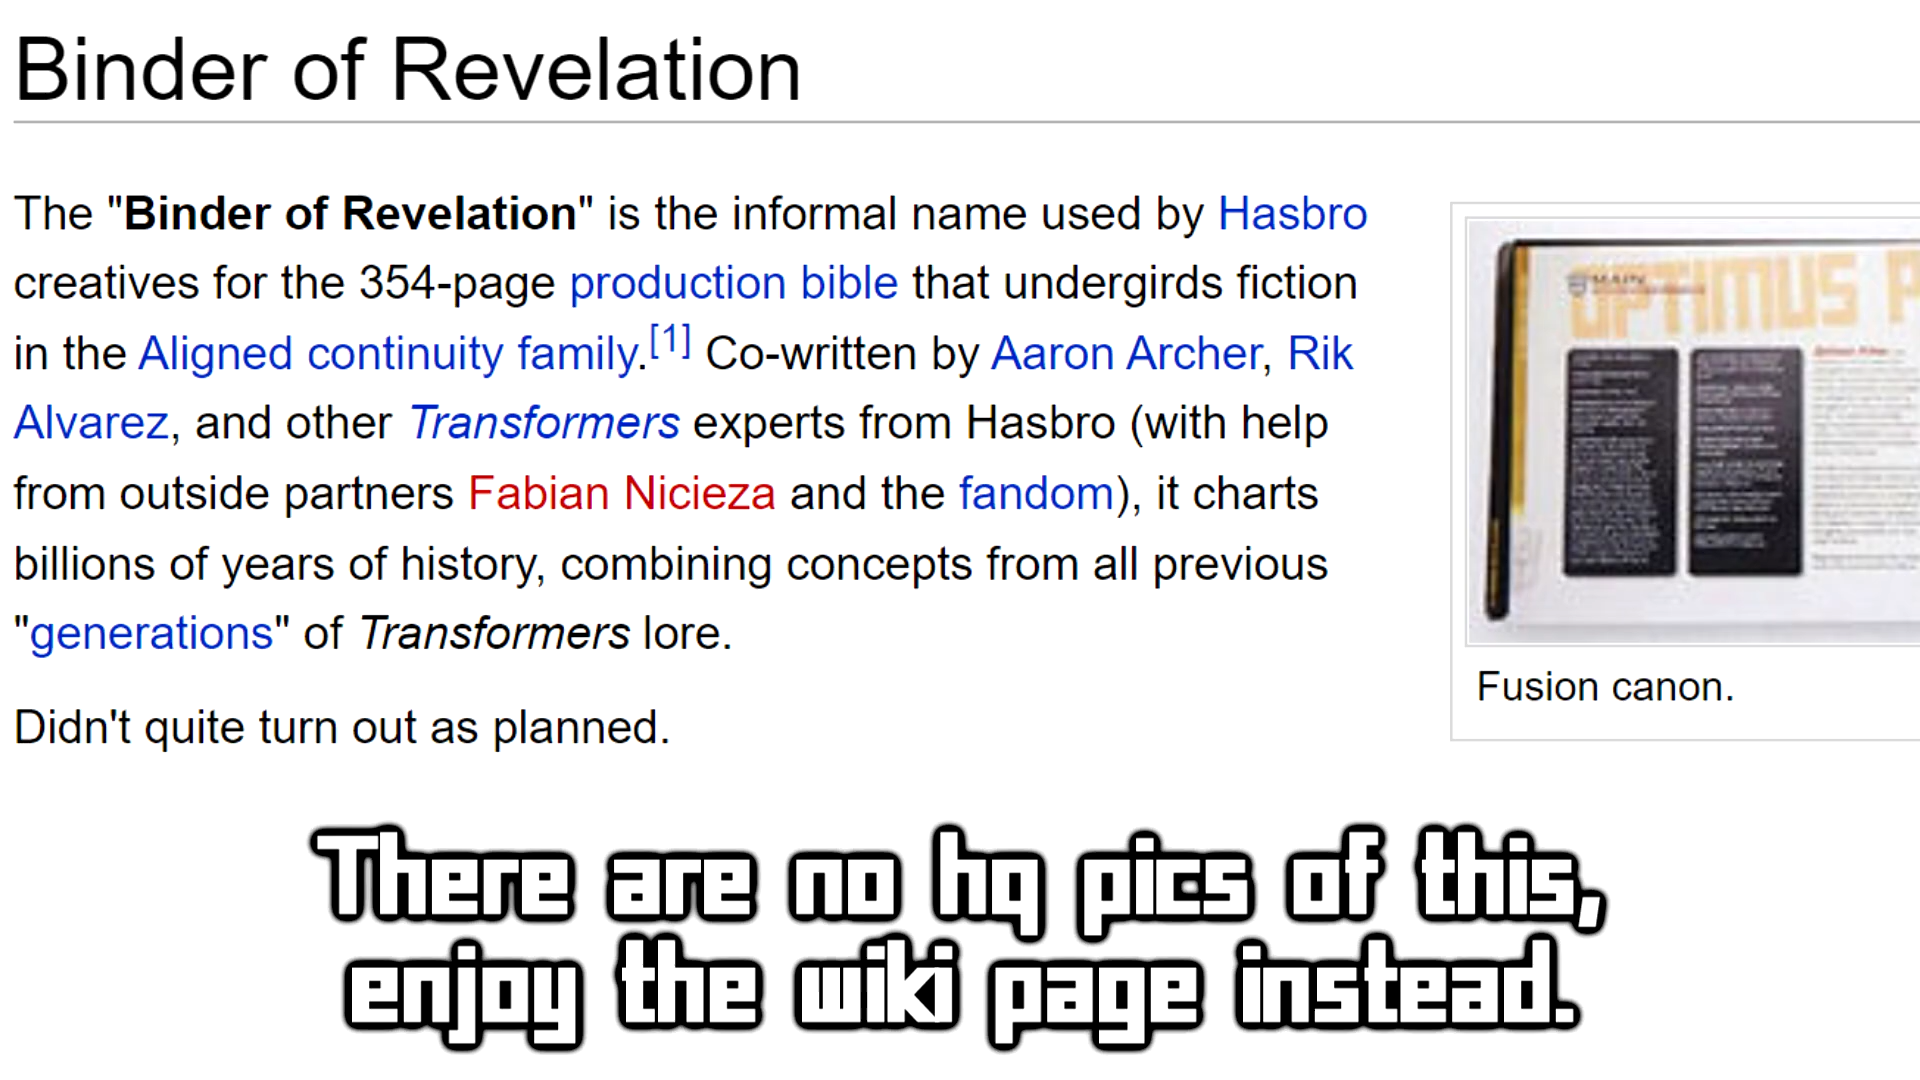 Binder of Revelation
The "Binder of Revelation" is the informal name used by Hasbro
creatives for the 354-page production bible that undergirds fiction
in the Aligned continuity family.[1] Co-written by Aaron Archer, Rik
Alvarez, and other Transformers experts from Hasbro (with help
from outside partners Fabian Nicieza and the fandom), it charts
billions of years of history, combining concepts from all previous
"generations" of Transformers lore.
Didn't quite turn out as planned.
OPTIMUS P
MAIN
Fusion canon.
There are no hq pics of this,
enjoy the wiki page instead.